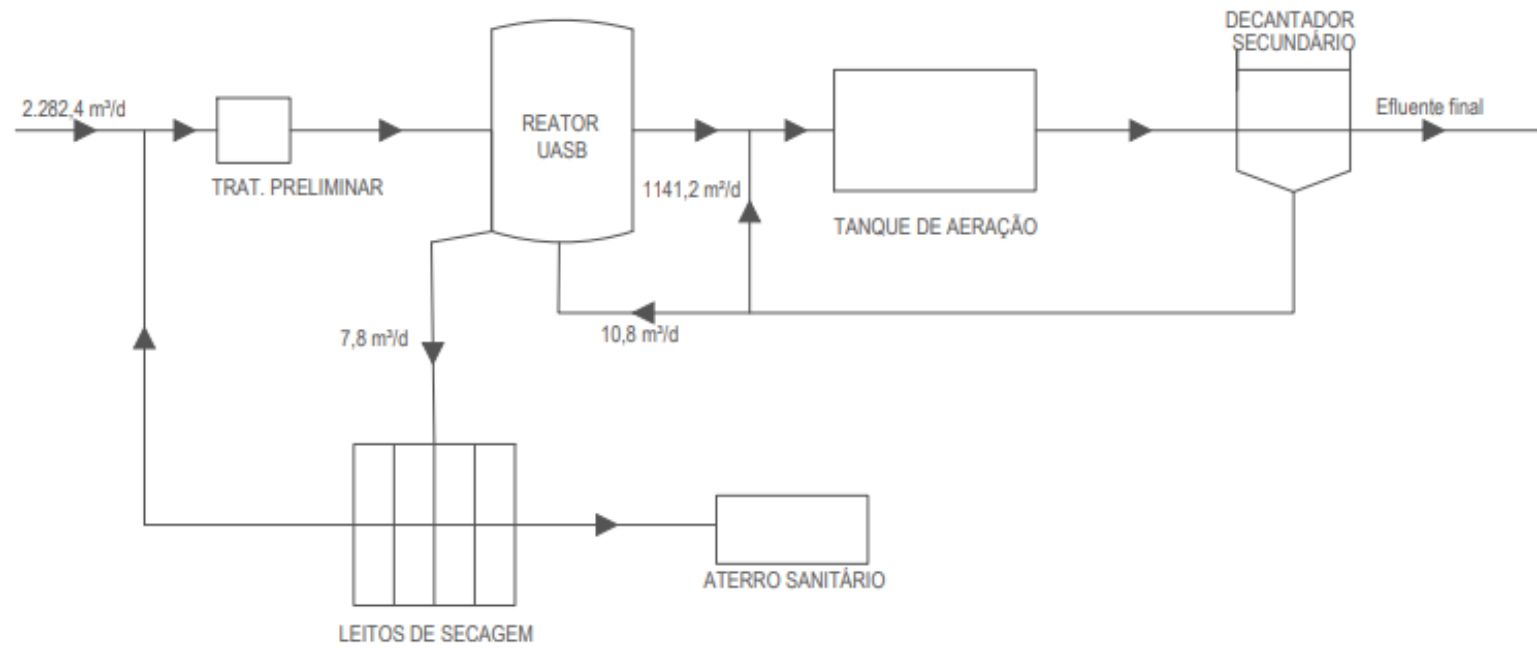 DECANTADOR
SECUNDÁRIO
2.282,4 m³/d
Efluente final
REATOR
UASB
TRAT. PRELIMINAR
1141,2 m²/d
TANQUE DE AERAÇÃO
7,8 m³/d
10,8 m³/d
ATERRO SANITÁRIO
LEITOS DE SECAGEM